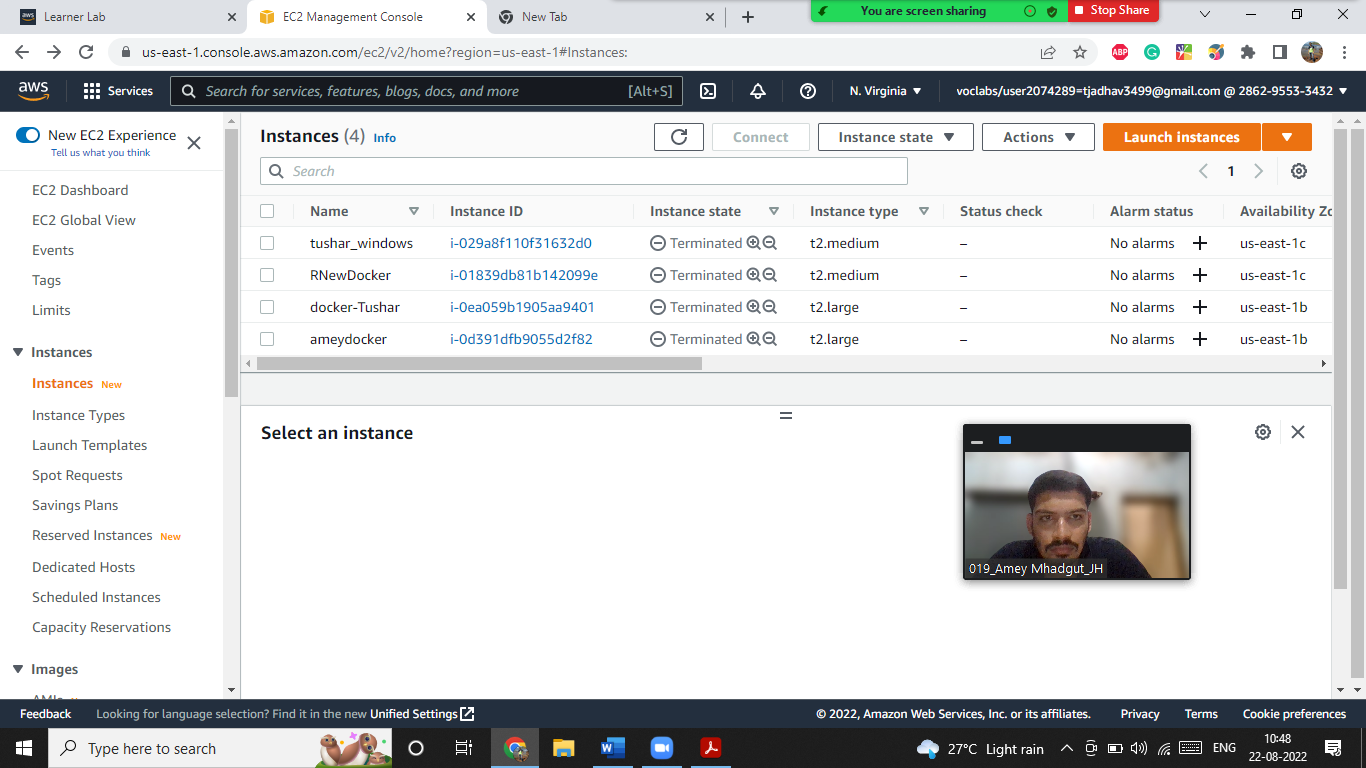 Learner Lab
EC2 Management Console
New Tab
You are screen sharing
Stop Share
us-east-1.console.aws.amazon.com/ec2/v2/home?region=us-east-1#Instances:
ABP
aws
Services
Search for services, features, blogs, docs, and more
[Alt+S]
N. Virginia
voclabs/user2074289=tjadhav3499@gmail.com @ 2862-9553-3432
New EC2 Experience
Tell us what you think
EC2 Dashboard
EC2 Global View
Events
Tags
Limits
Instances
Instances New
Instance Types
Launch Templates
Spot Requests
Savings Plans
Reserved Instances New
Dedicated Hosts
Scheduled Instances
Capacity Reservations
Images
Instances (4) Info
Connect
Instance state
Actions
Launch instances
Search
1
Name Instance ID Instance state Instance type Status check Alarm status Availability Zo
tushar_windows i-029a8f110f31632d0 Terminated t2.medium – No alarms + us-east-1c
RNewDocker i-01839db81b142099e Terminated t2.medium – No alarms + us-east-1c
docker-Tushar i-0ea059b1905aa9401 Terminated t2.large – No alarms + us-east-1b
ameydocker i-0d391dfb9055d2f82 Terminated t2.large – No alarms + us-east-1b
Select an instance
019_Amey Mhadgut_JH
Feedback
Looking for language selection? Find it in the new Unified Settings
© 2022, Amazon Web Services, Inc. or its affiliates.
Privacy
Terms
Cookie preferences
Type here to search
27°C Light rain
ENG
10:48
22-08-2022